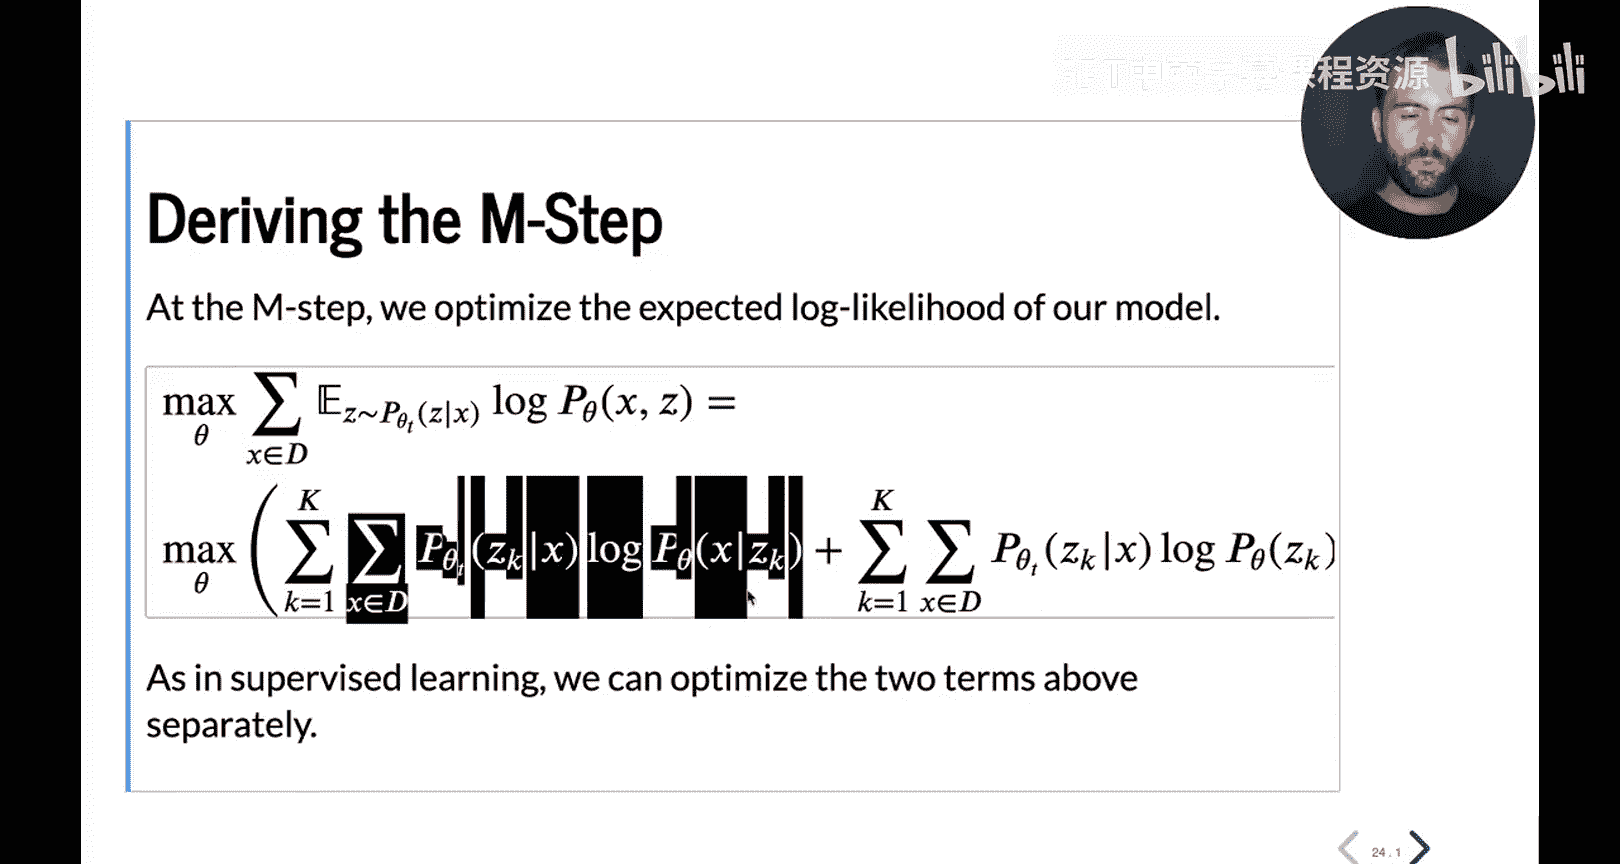 程资源 bilibili
Deriving the M-Step
At the M-step, we optimize the expected log-likelihood of our model.
max_θ ∑_{x∈D} 𝔼_{z∼P_{θ_t}(z|x)} log P_θ(x, z) =
max_θ ( ∑_{k=1}^{K} ∑_{x∈D} P_{θ_t}(z_k|x) log P_θ(x|z_k) + ∑_{k=1}^{K} ∑_{x∈D} P_{θ_t}(z_k|x) log P_θ(z_k)
As in supervised learning, we can optimize the two terms above
separately.
24.1